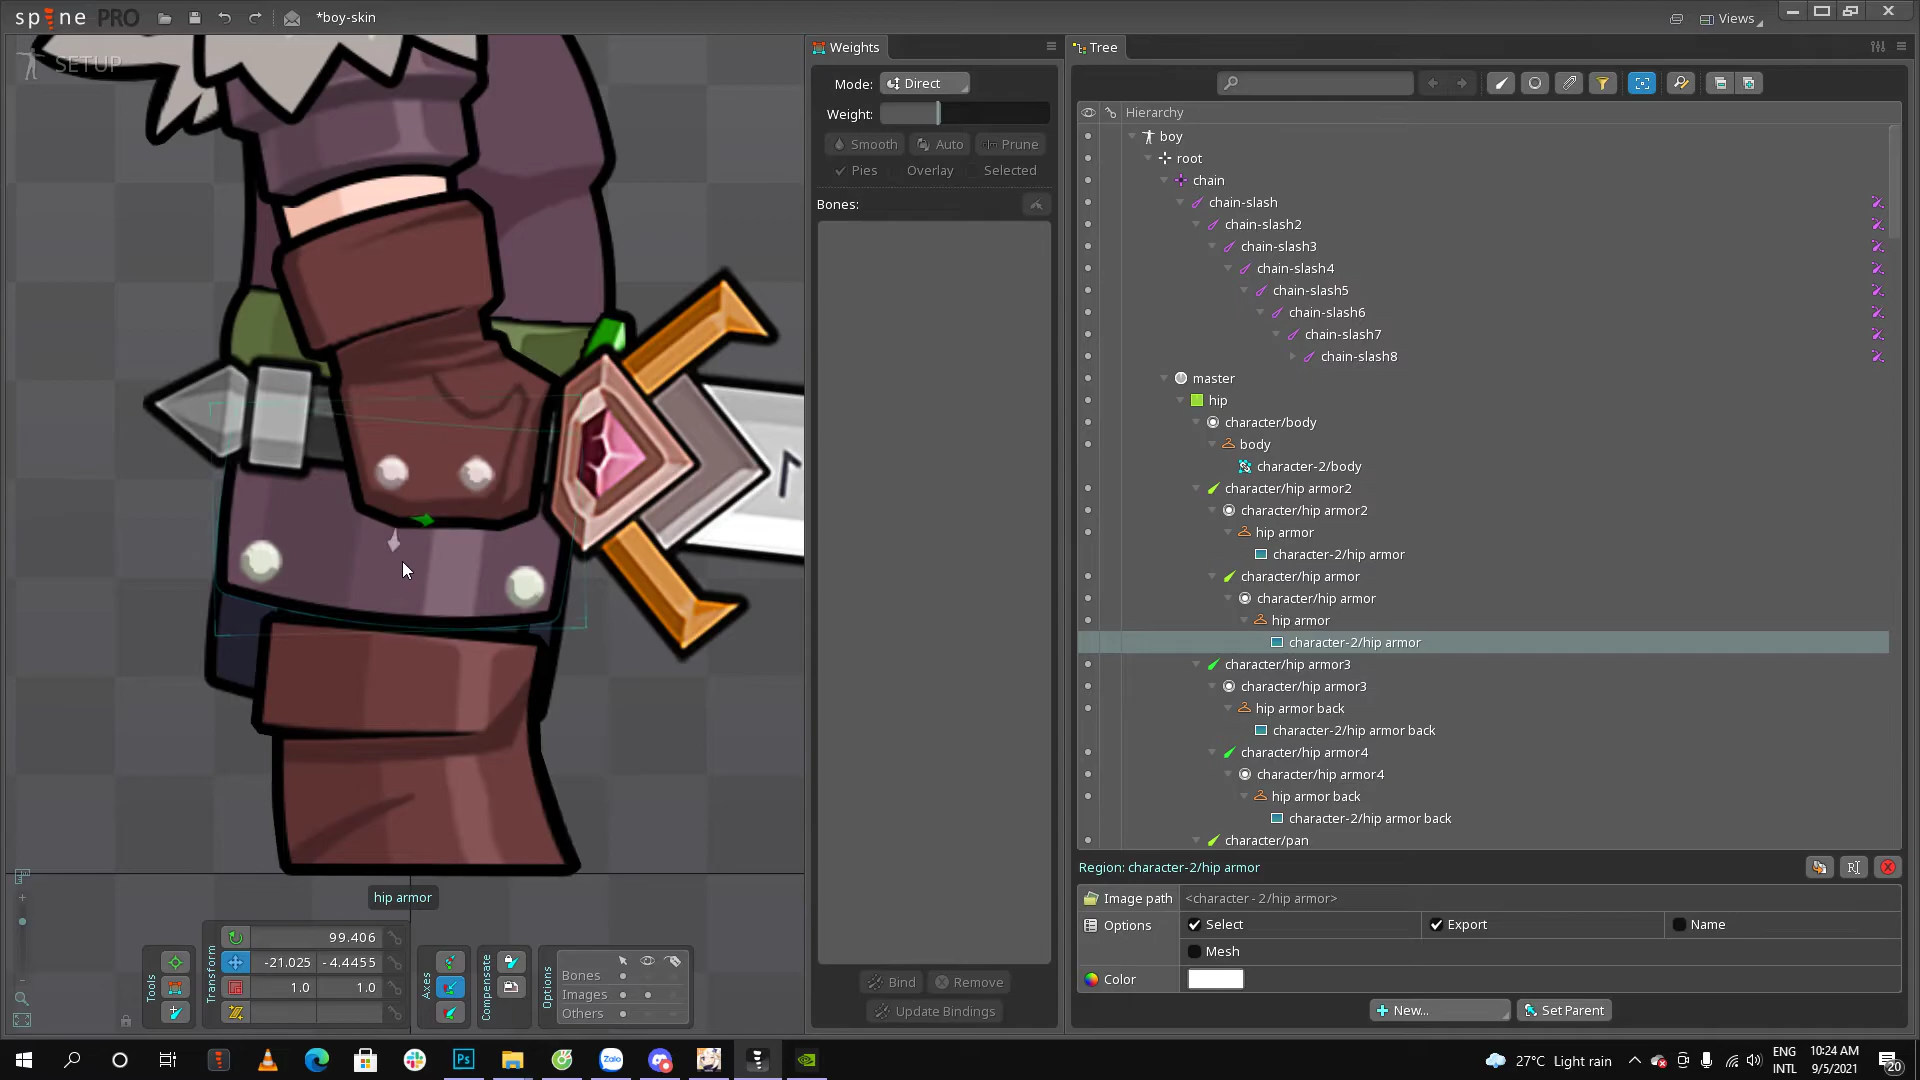 spine PRO
*boy-skin
Views
SETUP
Weights
Mode:
Direct
Weight:
Smooth
Auto
Prune
Pies
Overlay
Selected
Bones:
Bind
Remove
Update Bindings
Tree
Hierarchy
boy
root
chain
chain-slash
chain-slash2
chain-slash3
chain-slash4
chain-slash5
chain-slash6
chain-slash7
chain-slash8
master
hip
character/body
body
character-2/body
character/hip armor2
character/hip armor2
hip armor
character-2/hip armor
character/hip armor
character/hip armor
hip armor
character-2/hip armor
character/hip armor3
character/hip armor3
hip armor back
character-2/hip armor back
character/hip armor4
character/hip armor4
hip armor back
character-2/hip armor back
character/pan
Region: character-2/hip armor
Image path
<character-2/hip armor>
Options
Select
Export
Name
Mesh
Color
New...
Set Parent
hip armor
Tools
Transform
99.406
-21.025
-4.4455
1.0
1.0
Axes
Compensate
Options
Bones
Images
Others
Ps
27°C Light rain
ENG
INTL
10:24 AM
9/5/2021
20